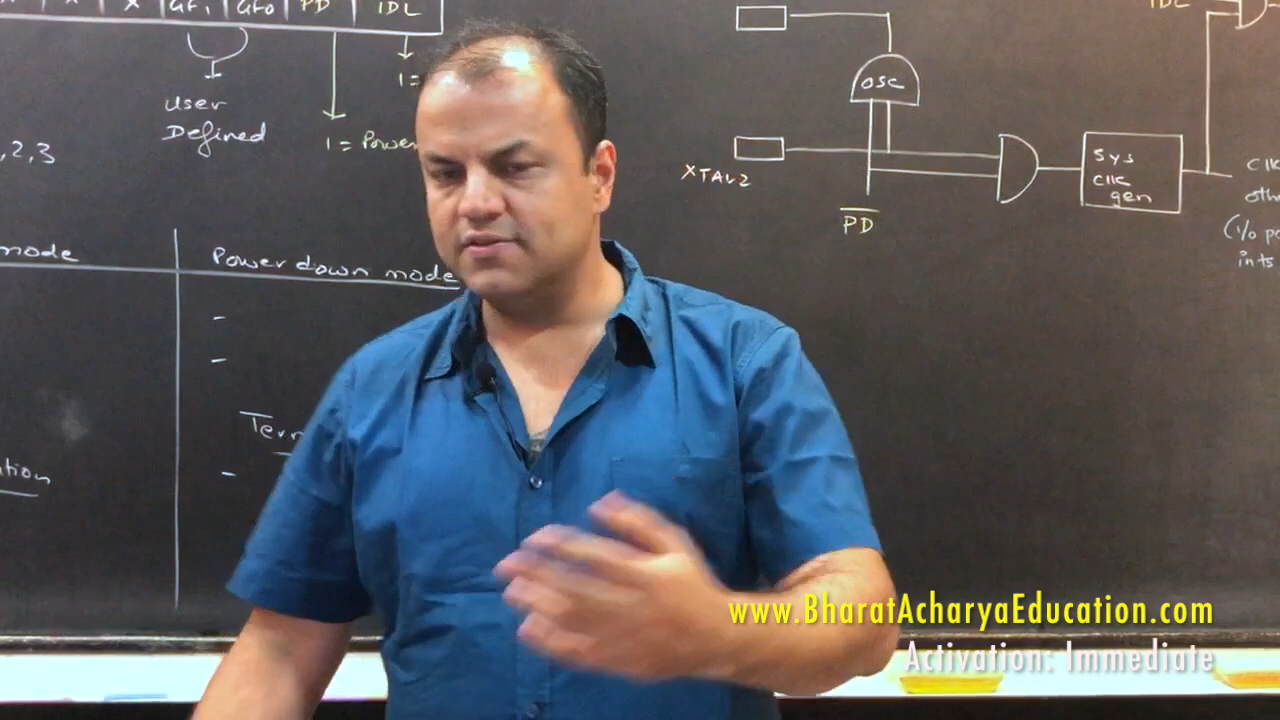 X GF1 GF0 PD IDL
User
Defined
1 =
1 = Power
,2,3
mode
Power down mode
-
-
Term
-
OSC
XTAL2
PD
Sys
clk
gen
IDL
Clk
(I/O
ints
www.BharatAcharyaEducation.com
Activation: Immediate